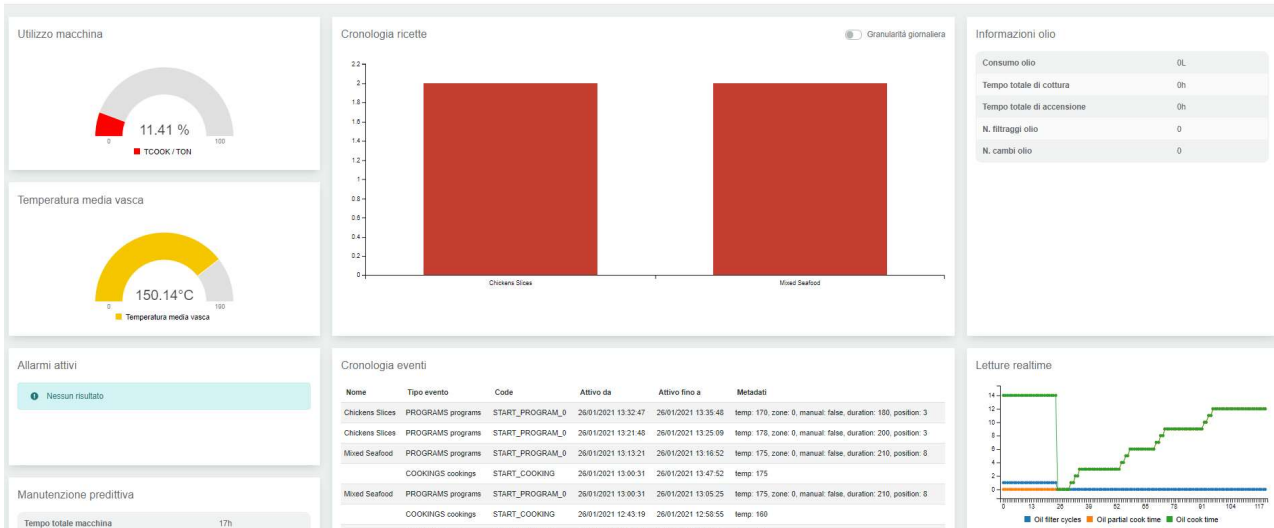 Utilizzo macchina
11.41 %
0
100
TCOOK / TON
Temperatura media vasca
150.14°C
0
190
Temperatura media vasca
Allarmi attivi
Nessun risultato
Manutenzione predittiva
Tempo totale macchina 17h
Cronologia ricette
Granularità giornaliera
2.2
2
1.8
1.6
1.4
1.2
1
0.8
0.6
0.4
0.2
0
Chickens Slices Mixed Seafood
Cronologia eventi
Nome Tipo evento Code Attivo da Attivo fino a Metadati
Chickens Slices PROGRAMS programs START_PROGRAM_0 26/01/2021 13:32:47 26/01/2021 13:35:48 temp: 170, zone: 0, manual: false, duration: 180, position: 3
Chickens Slices PROGRAMS programs START_PROGRAM_0 26/01/2021 13:21:48 26/01/2021 13:25:09 temp: 178, zone: 0, manual: false, duration: 200, position: 3
Mixed Seafood PROGRAMS programs START_PROGRAM_0 26/01/2021 13:13:21 26/01/2021 13:16:52 temp: 175, zone: 0, manual: false, duration: 210, position: 8
COOKINGS cookings START_COOKING 26/01/2021 13:00:31 26/01/2021 13:47:52 temp: 175
Mixed Seafood PROGRAMS programs START_PROGRAM_0 26/01/2021 13:00:31 26/01/2021 13:05:25 temp: 175, zone: 0, manual: false, duration: 210, position: 8
COOKINGS cookings START_COOKING 26/01/2021 12:43:19 26/01/2021 12:58:55 temp: 160
Informazioni olio
Consumo olio 0L
Tempo totale di cottura 0h
Tempo totale di accensione 0h
N. filtraggi olio 0
N. cambi olio 0
Letture realtime
14
12
10
8
6
4
2
0
0 13 26 39 52 65 78 91 104 117
Oil filter cycles Oil partial cook time Oil cook time